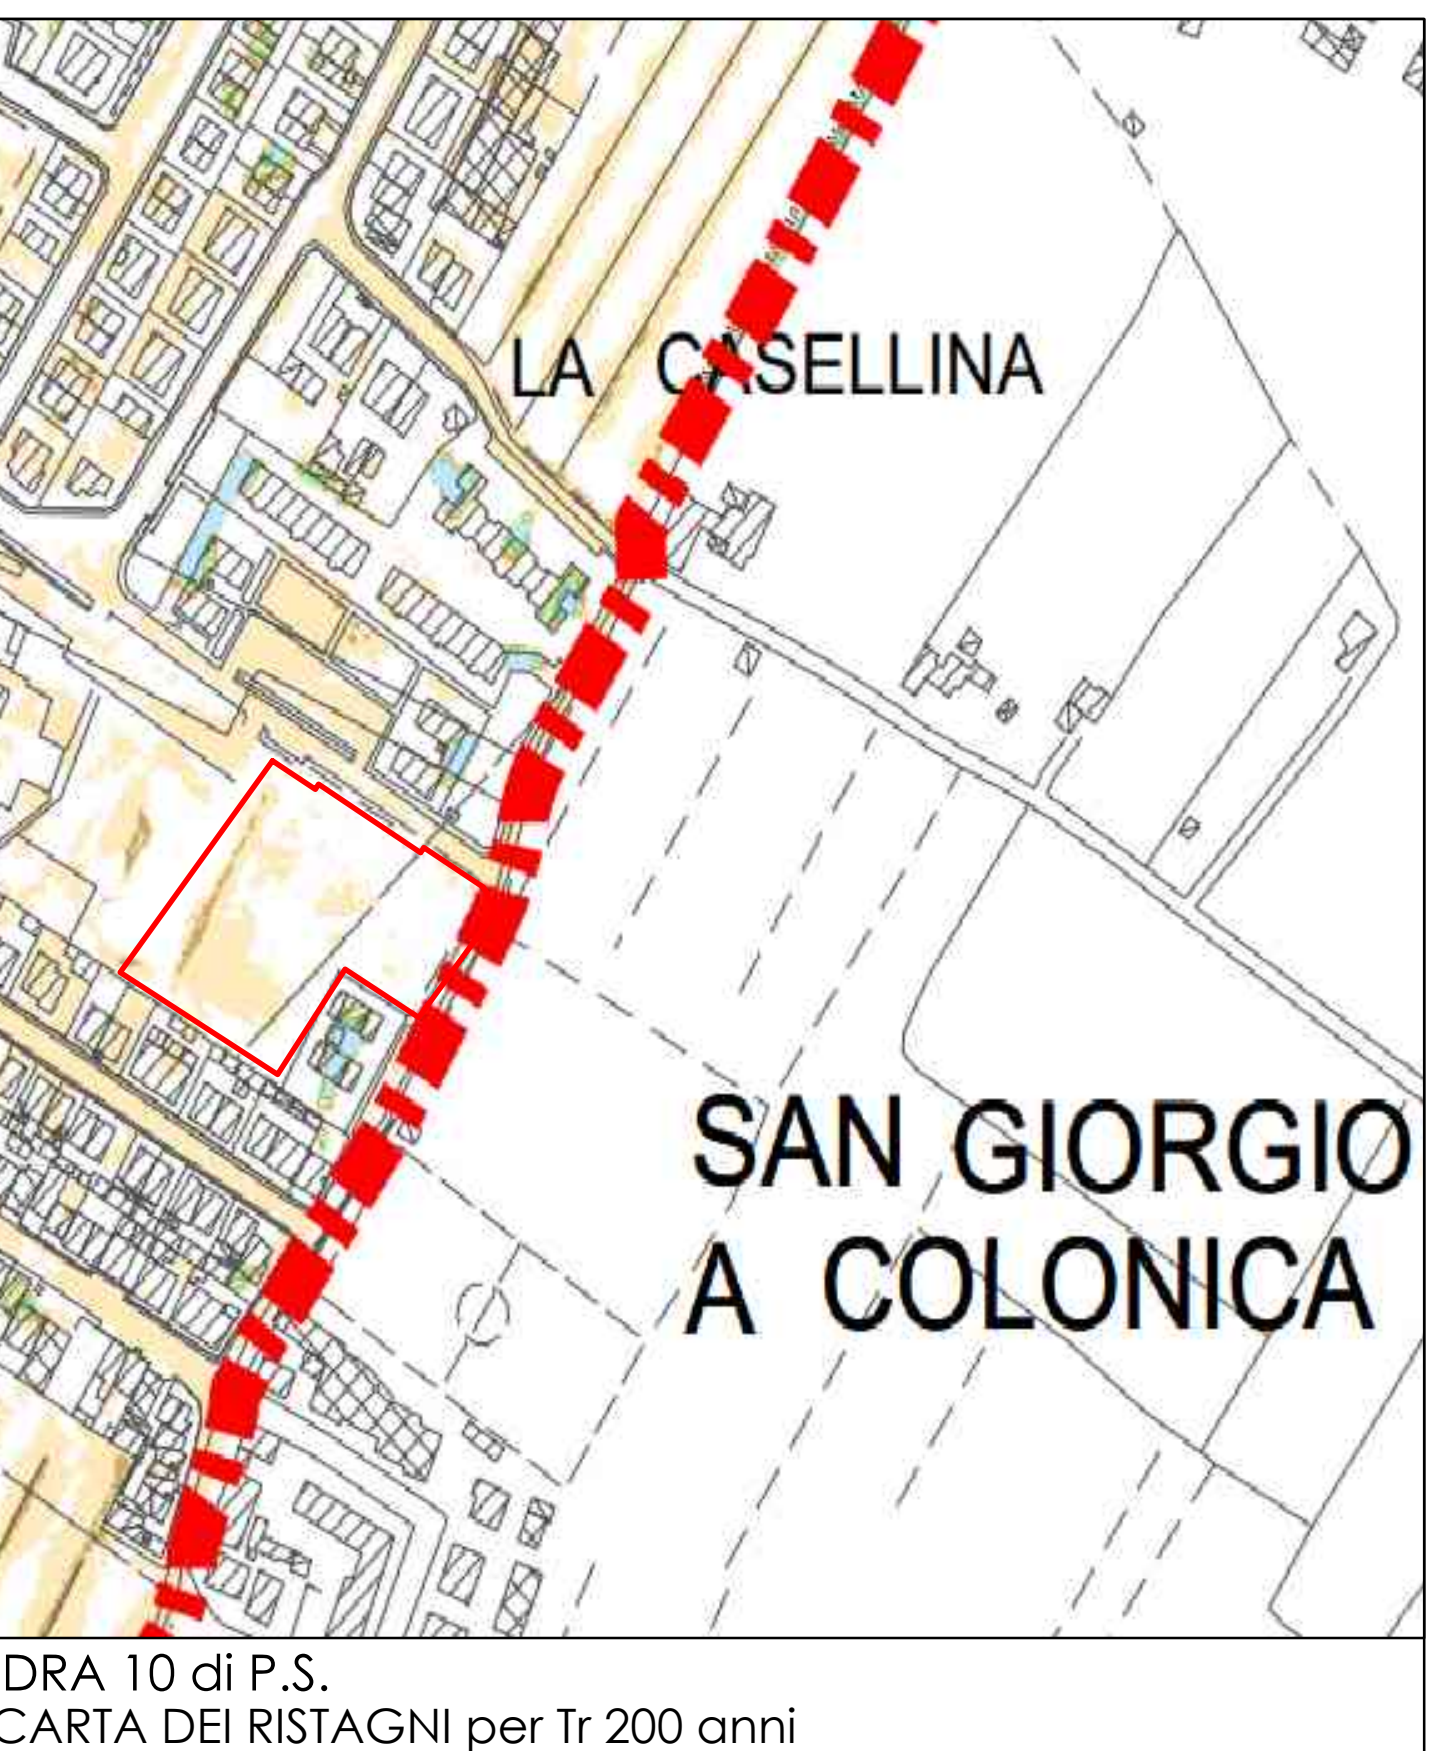 LA CASELLINA
SAN GIORGIO
A COLONICA
DRA 10 di P.S.
CARTA DEI RISTAGNI per Tr 200 anni